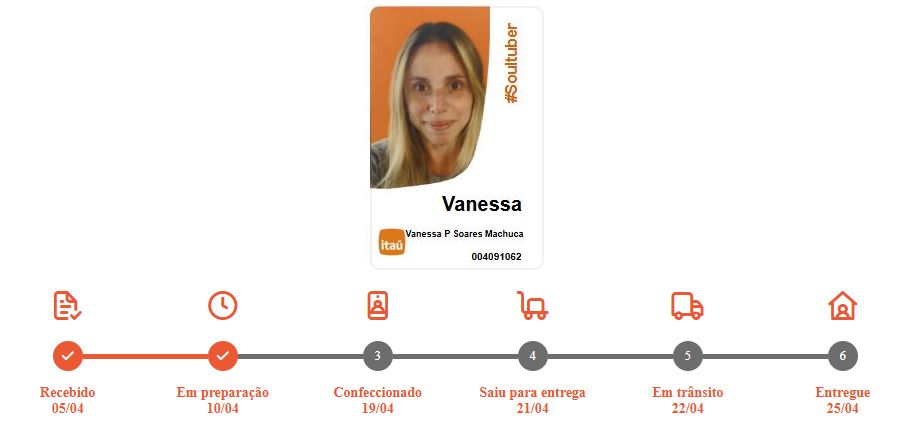 #Soultuber
Vanessa
Vanessa P Soares Machuca
itaú
004091062
3
4
5
6
Recebido
05/04
Em preparação
10/04
Confeccionado
19/04
Saiu para entrega
21/04
Em trânsito
22/04
Entregue
25/04